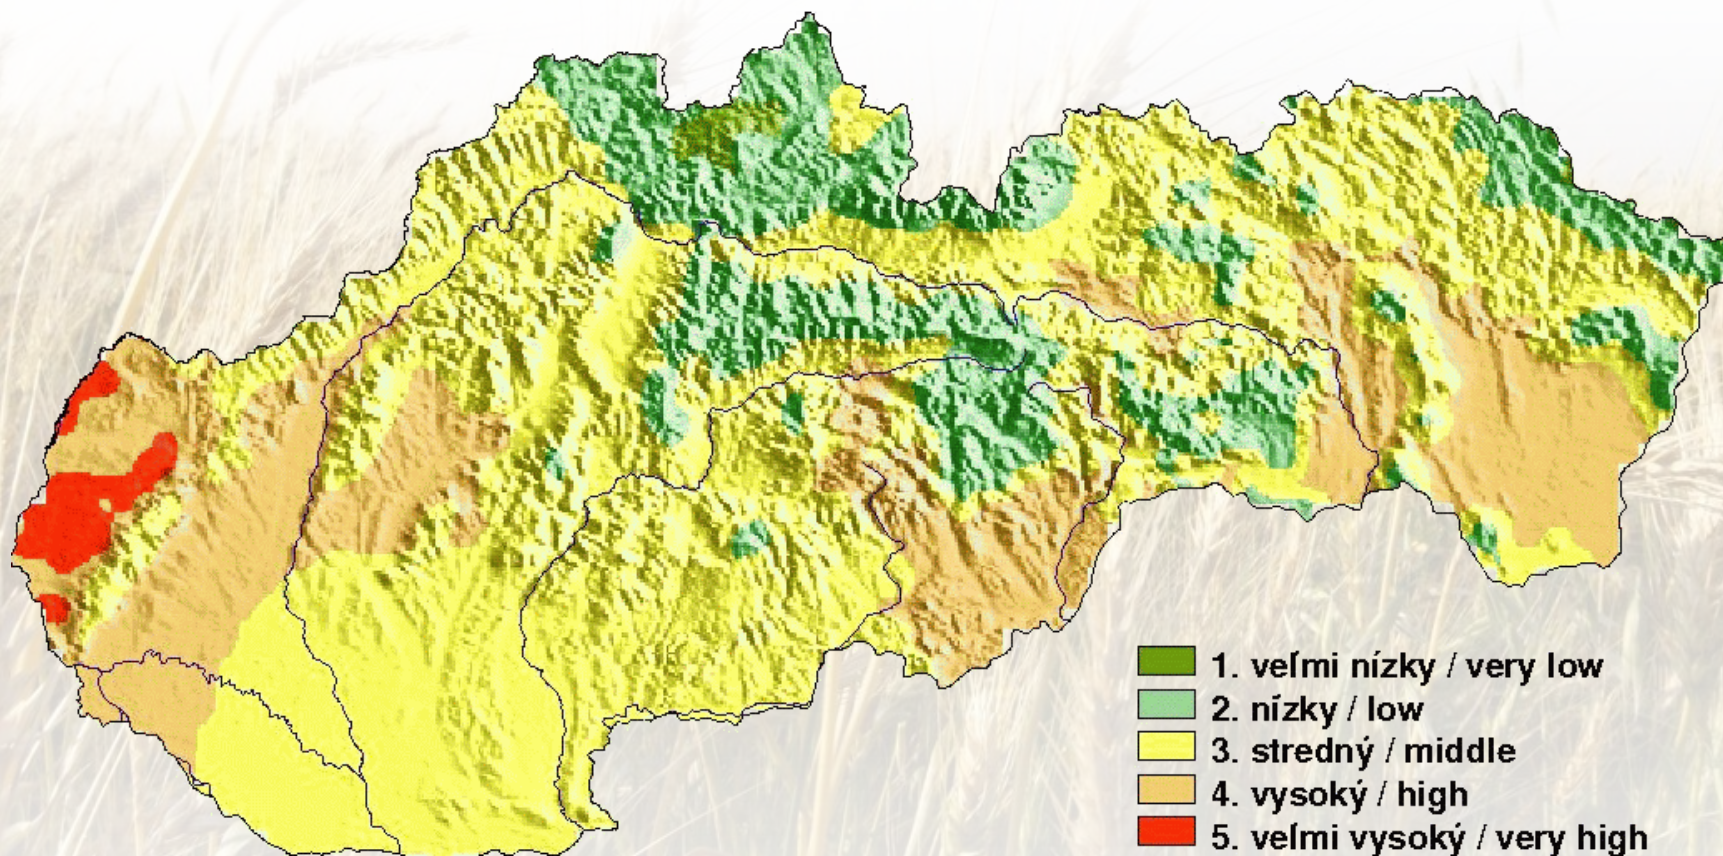 1. veľmi nízky / very low
2. nízky / low
3. stredný / middle
4. vysoký / high
5. veľmi vysoký / very high